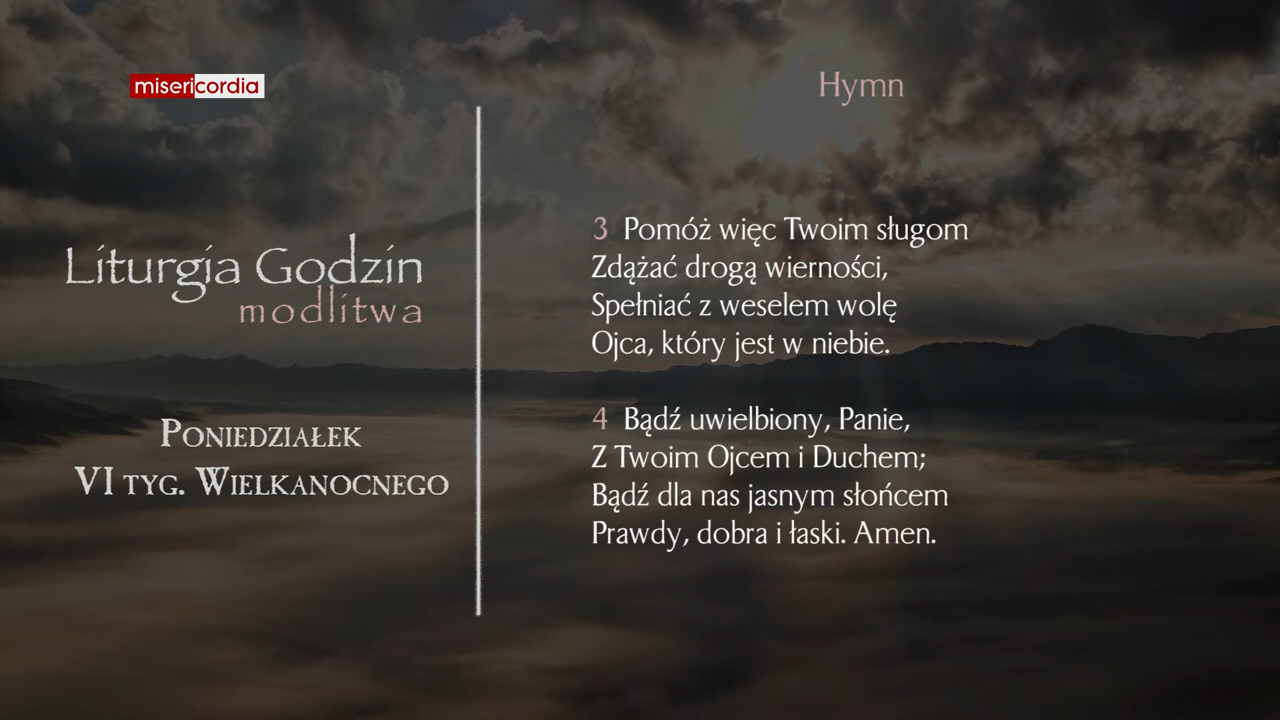 misericordia
Liturgia Godzin
modlitwa
Poniedziałek
VI tyg. Wielkanocnego
Hymn
3 Pomóż więc Twoim sługom
Zdążać drogą wierności,
Spełniać z weselem wolę
Ojca, który jest w niebie.
4 Bądź uwielbiony, Panie,
Z Twoim Ojcem i Duchem;
Bądź dla nas jasnym słońcem
Prawdy, dobra i łaski. Amen.